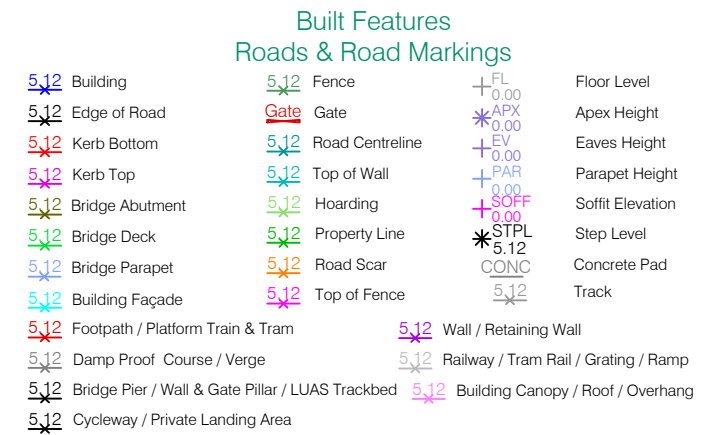 Built Features
Roads & Road Markings
5.12 Building
5.12 Edge of Road
5.12 Kerb Bottom
5.12 Kerb Top
5.12 Bridge Abutment
5.12 Bridge Deck
5.12 Bridge Parapet
5.12 Building Façade
5.12 Fence
Gate Gate
5.12 Road Centreline
5.12 Top of Wall
5.12 Hoarding
5.12 Property Line
5.12 Road Scar
5.12 Top of Fence
FL
0.00 Floor Level
APX
0.00 Apex Height
EV
0.00 Eaves Height
PAR
0.00 Parapet Height
SOFF
0.00 Soffit Elevation
STPL
5.12 Step Level
CONC Concrete Pad
5.12 Track
5.12 Footpath / Platform Train & Tram
5.12 Damp Proof Course / Verge
5.12 Bridge Pier / Wall & Gate Pillar / LUAS Trackbed
5.12 Cycleway / Private Landing Area
5.12 Wall / Retaining Wall
5.12 Railway / Tram Rail / Grating / Ramp
5.12 Building Canopy / Roof / Overhang